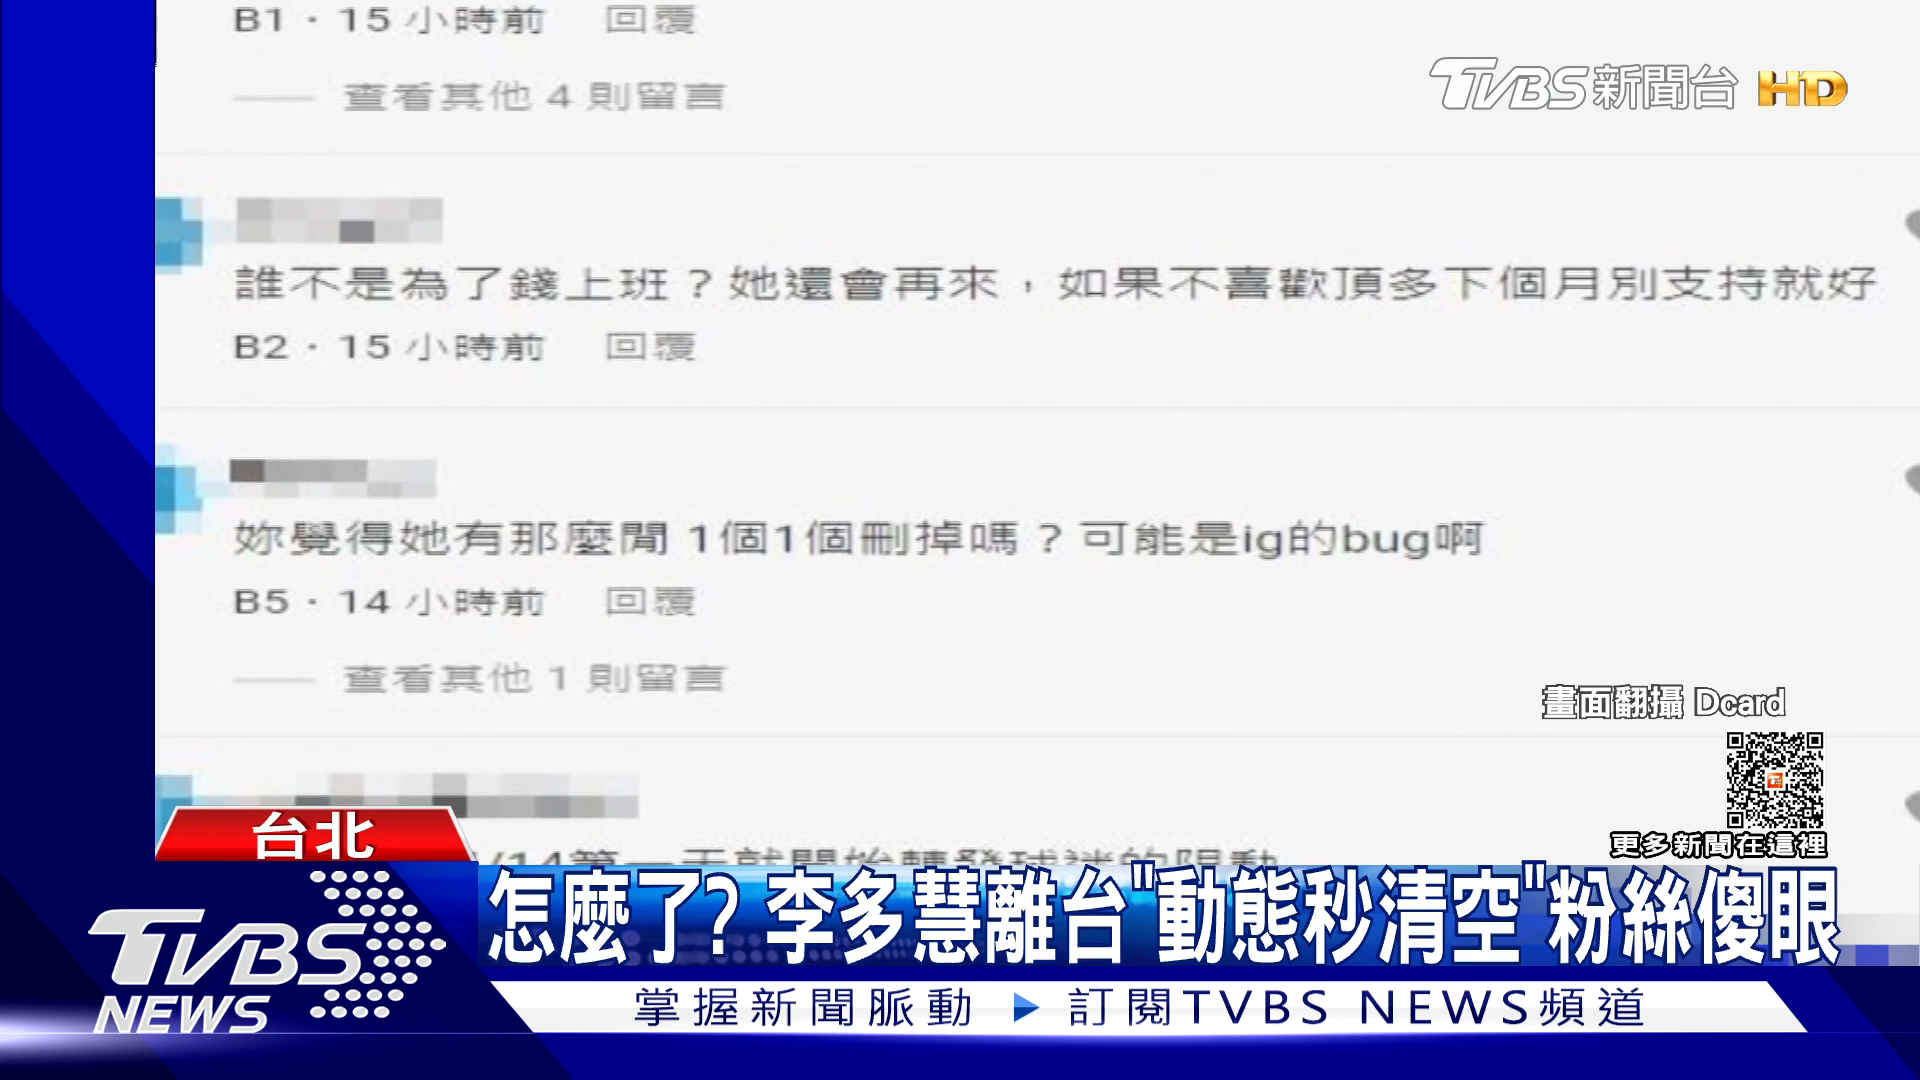 B1 · 15 小時前 回覆
查看其他 4 則留言
TVBS新聞台 HD
誰不是為了錢上班？她還會再來，如果不喜歡頂多下個月別支持就好
B2 · 15 小時前 回覆
妳覺得她有那麼閒 1個1個刪掉嗎？可能是ig的bug啊
B5 · 14 小時前 回覆
查看其他 1 則留言
畫面翻攝 Dcard
更多新聞在這裡
台北
怎麼了? 李多慧離台"動態秒清空"粉絲傻眼
TVBS
NEWS
掌握新聞脈動 ▶ 訂閱TVBS NEWS頻道